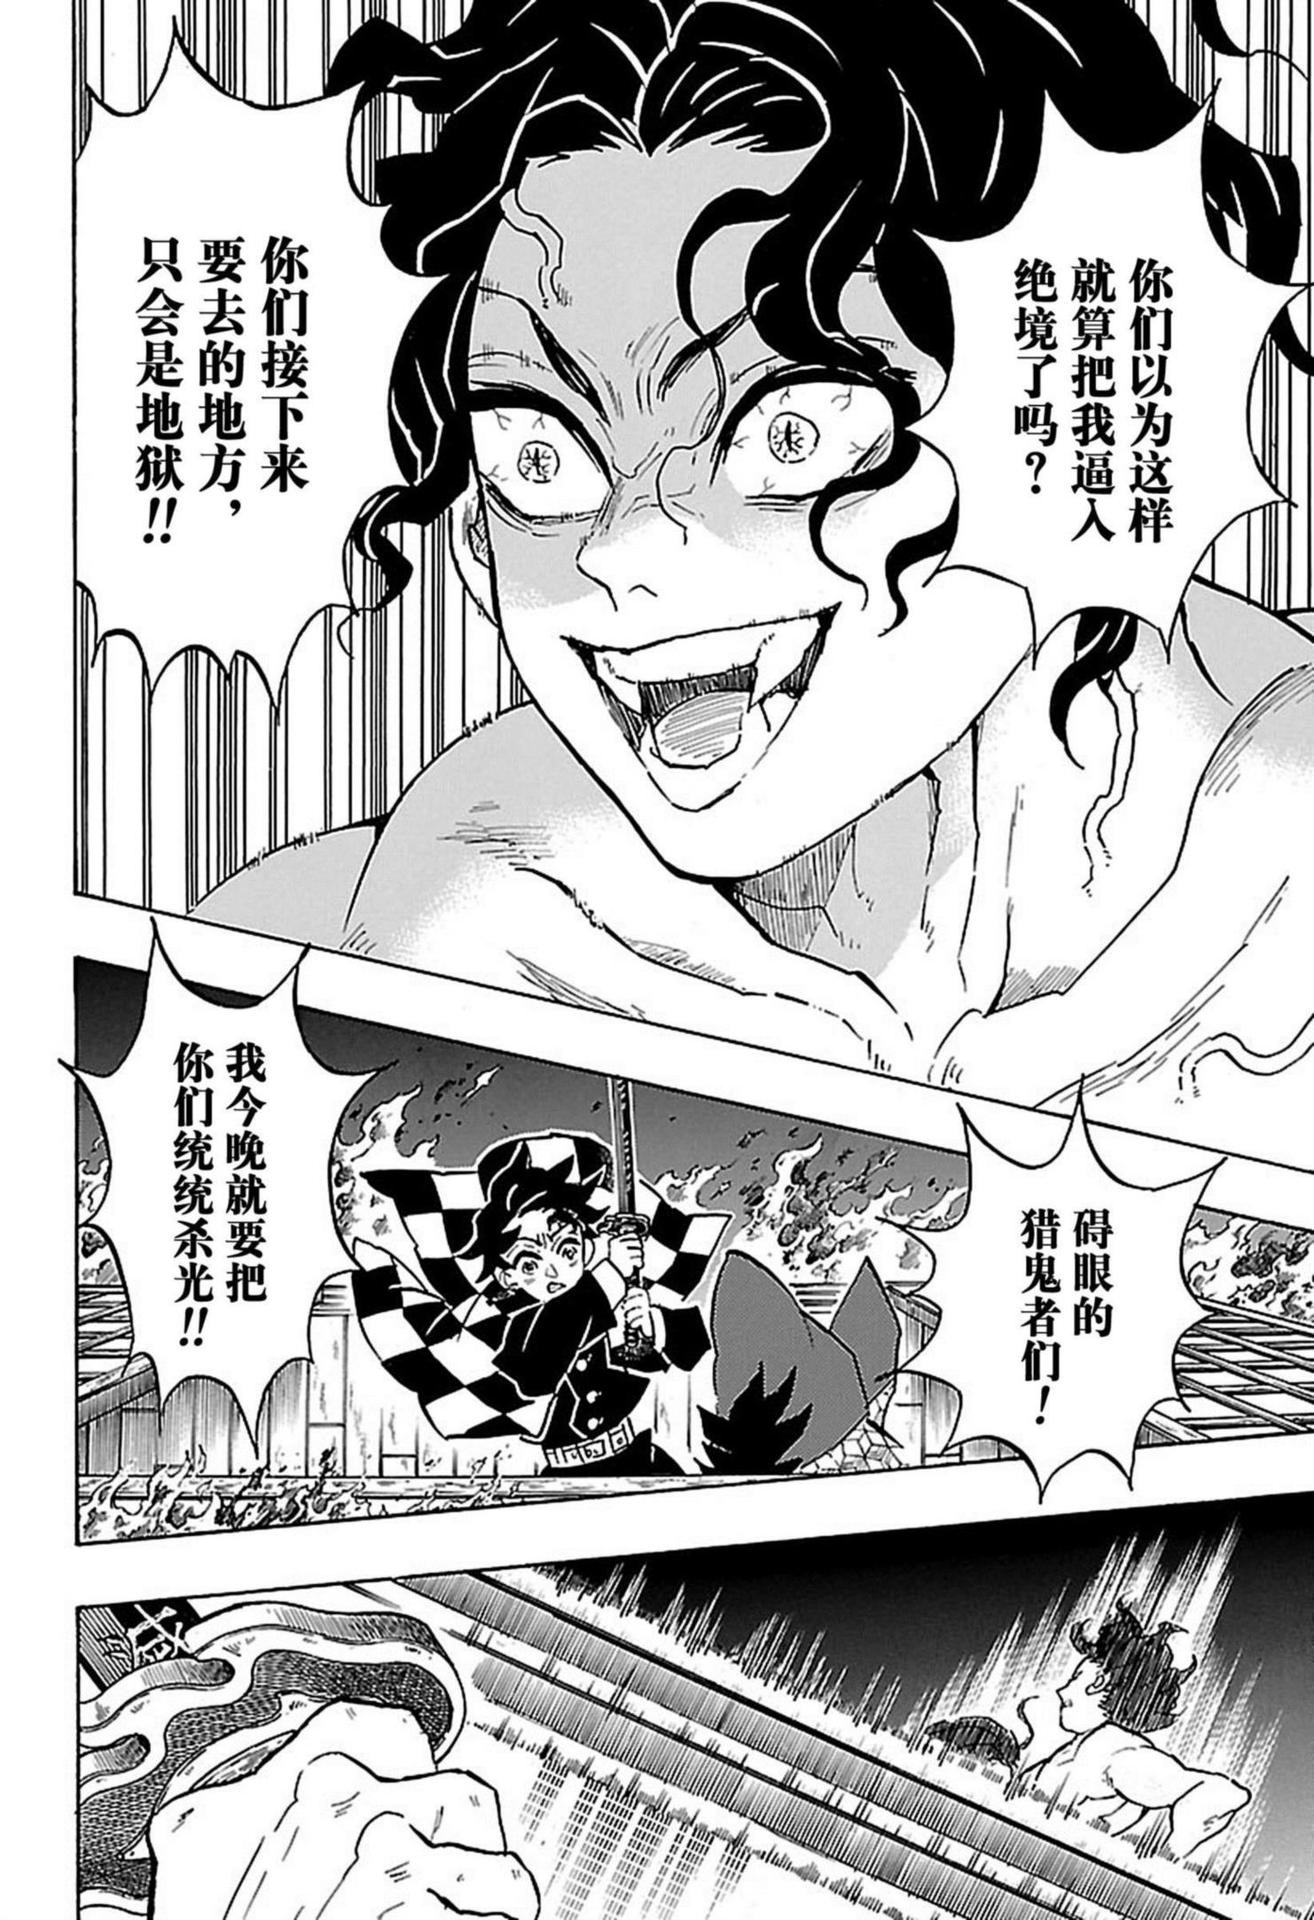 你们以为这样
就算把我逼入
绝境了吗？
你们接下来
要去的地方，
只会是地狱!!
碍眼的
猎鬼者们！
我今晚就要把
你们统统杀光!!